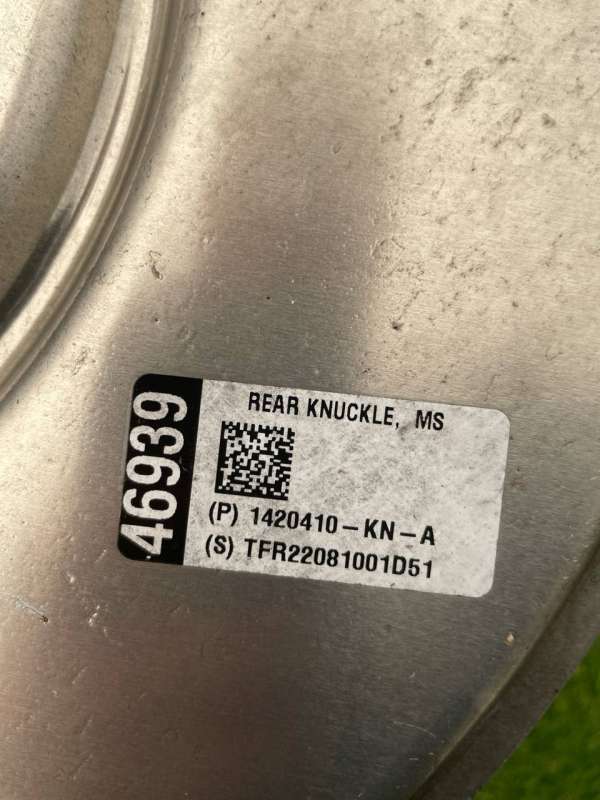 46939
REAR KNUCKLE, MS
(P) 1420410-KN-A
(S) TFR22081001D51